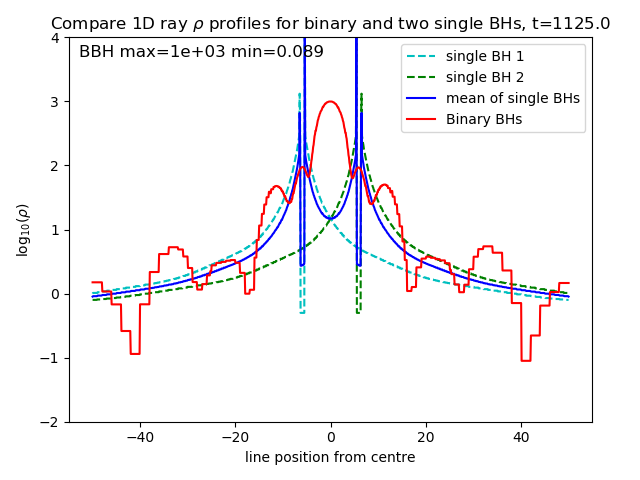 Compare 1D ray ρ profiles for binary and two single BHs, t=1125.0
BBH max=1e+03 min=0.089
single BH 1
single BH 2
mean of single BHs
Binary BHs
log₁₀(ρ)
4
3
2
1
0
−1
−2
−40 −20 0 20 40
line position from centre